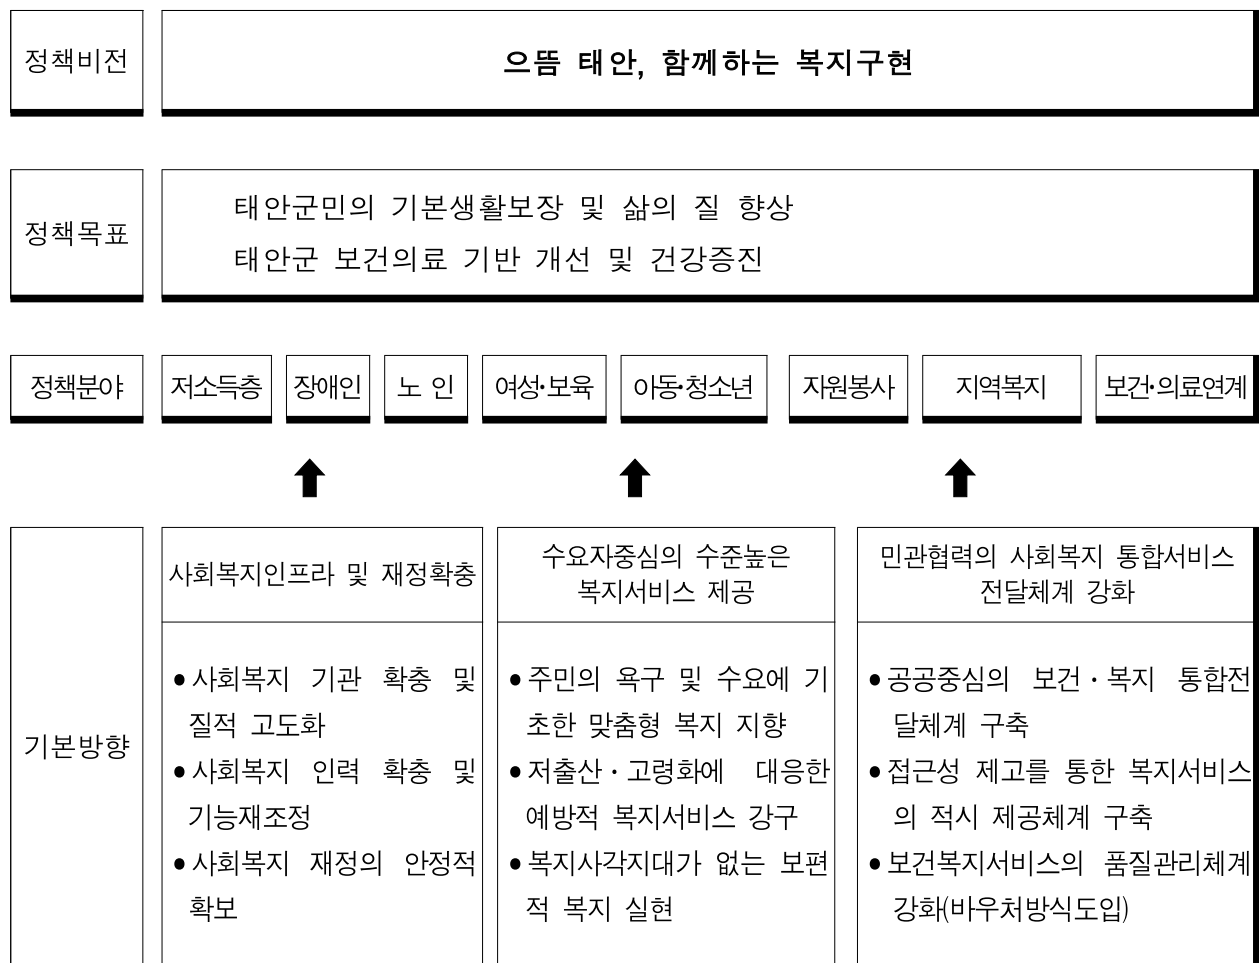 정책비전
으뜸 태안, 함께하는 복지구현
정책목표
태안군민의 기본생활보장 및 삶의 질 향상
태안군 보건의료 기반 개선 및 건강증진
정책분야
저소득층
장애인
노 인
여성·보육
아동·청소년
자원봉사
지역복지
보건·의료연계
기본방향
사회복지인프라 및 재정확충
● 사회복지 기관 확충 및
질적 고도화
● 사회복지 인력 확충 및
기능재조정
● 사회복지 재정의 안정적
확보
수요자중심의 수준높은
복지서비스 제공
● 주민의 욕구 및 수요에 기
초한 맞춤형 복지 지향
● 저출산·고령화에 대응한
예방적 복지서비스 강구
● 복지사각지대가 없는 보편
적 복지 실현
민관협력의 사회복지 통합서비스
전달체계 강화
● 공공중심의 보건·복지 통합전
달체계 구축
● 접근성 제고를 통한 복지서비스
의 적시 제공체계 구축
● 보건복지서비스의 품질관리체계
강화(바우처방식도입)